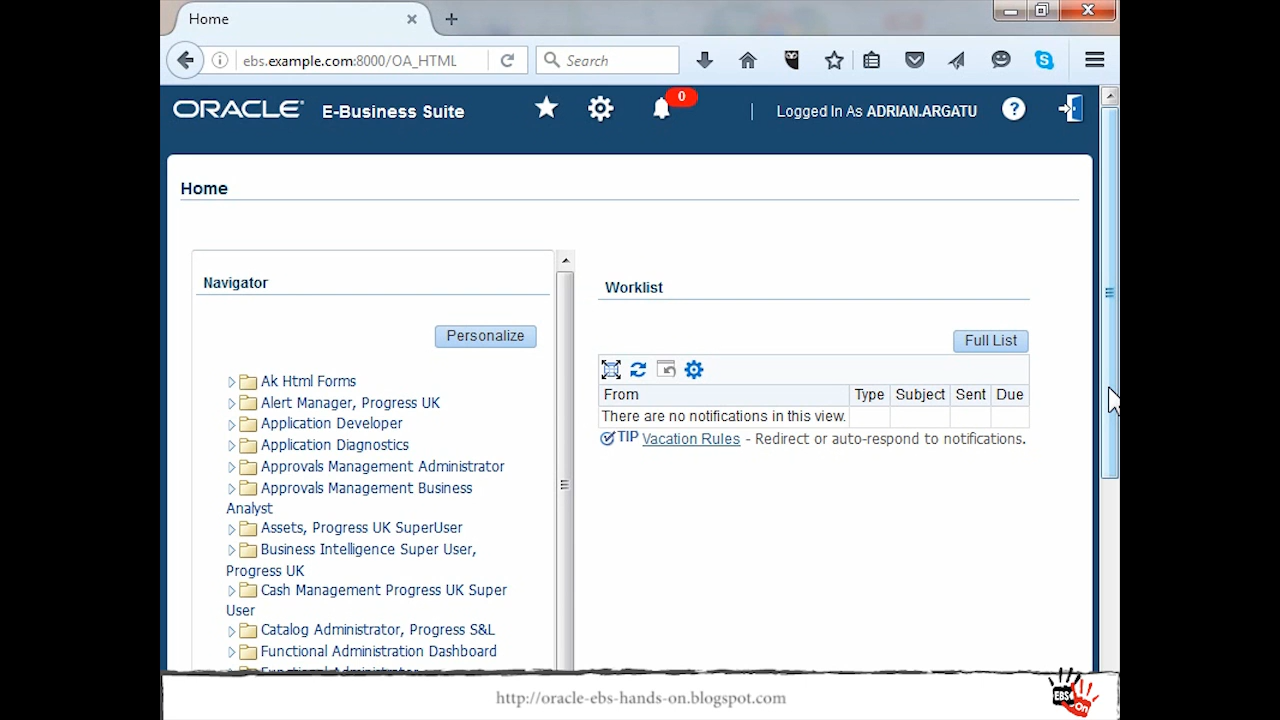 Home
ebs.example.com:8000/OA_HTML
Search
ORACLE E-Business Suite
0
Logged In As ADRIAN.ARGATU
Home
Navigator
Personalize
Ak Html Forms
Alert Manager, Progress UK
Application Developer
Application Diagnostics
Approvals Management Administrator
Approvals Management Business
Analyst
Assets, Progress UK SuperUser
Business Intelligence Super User,
Progress UK
Cash Management Progress UK Super
User
Catalog Administrator, Progress S&L
Functional Administration Dashboard
Worklist
Full List
From Type Subject Sent Due
There are no notifications in this view.
TIP Vacation Rules - Redirect or auto-respond to notifications.
http://oracle-ebs-hands-on.blogspot.com
EBS
On